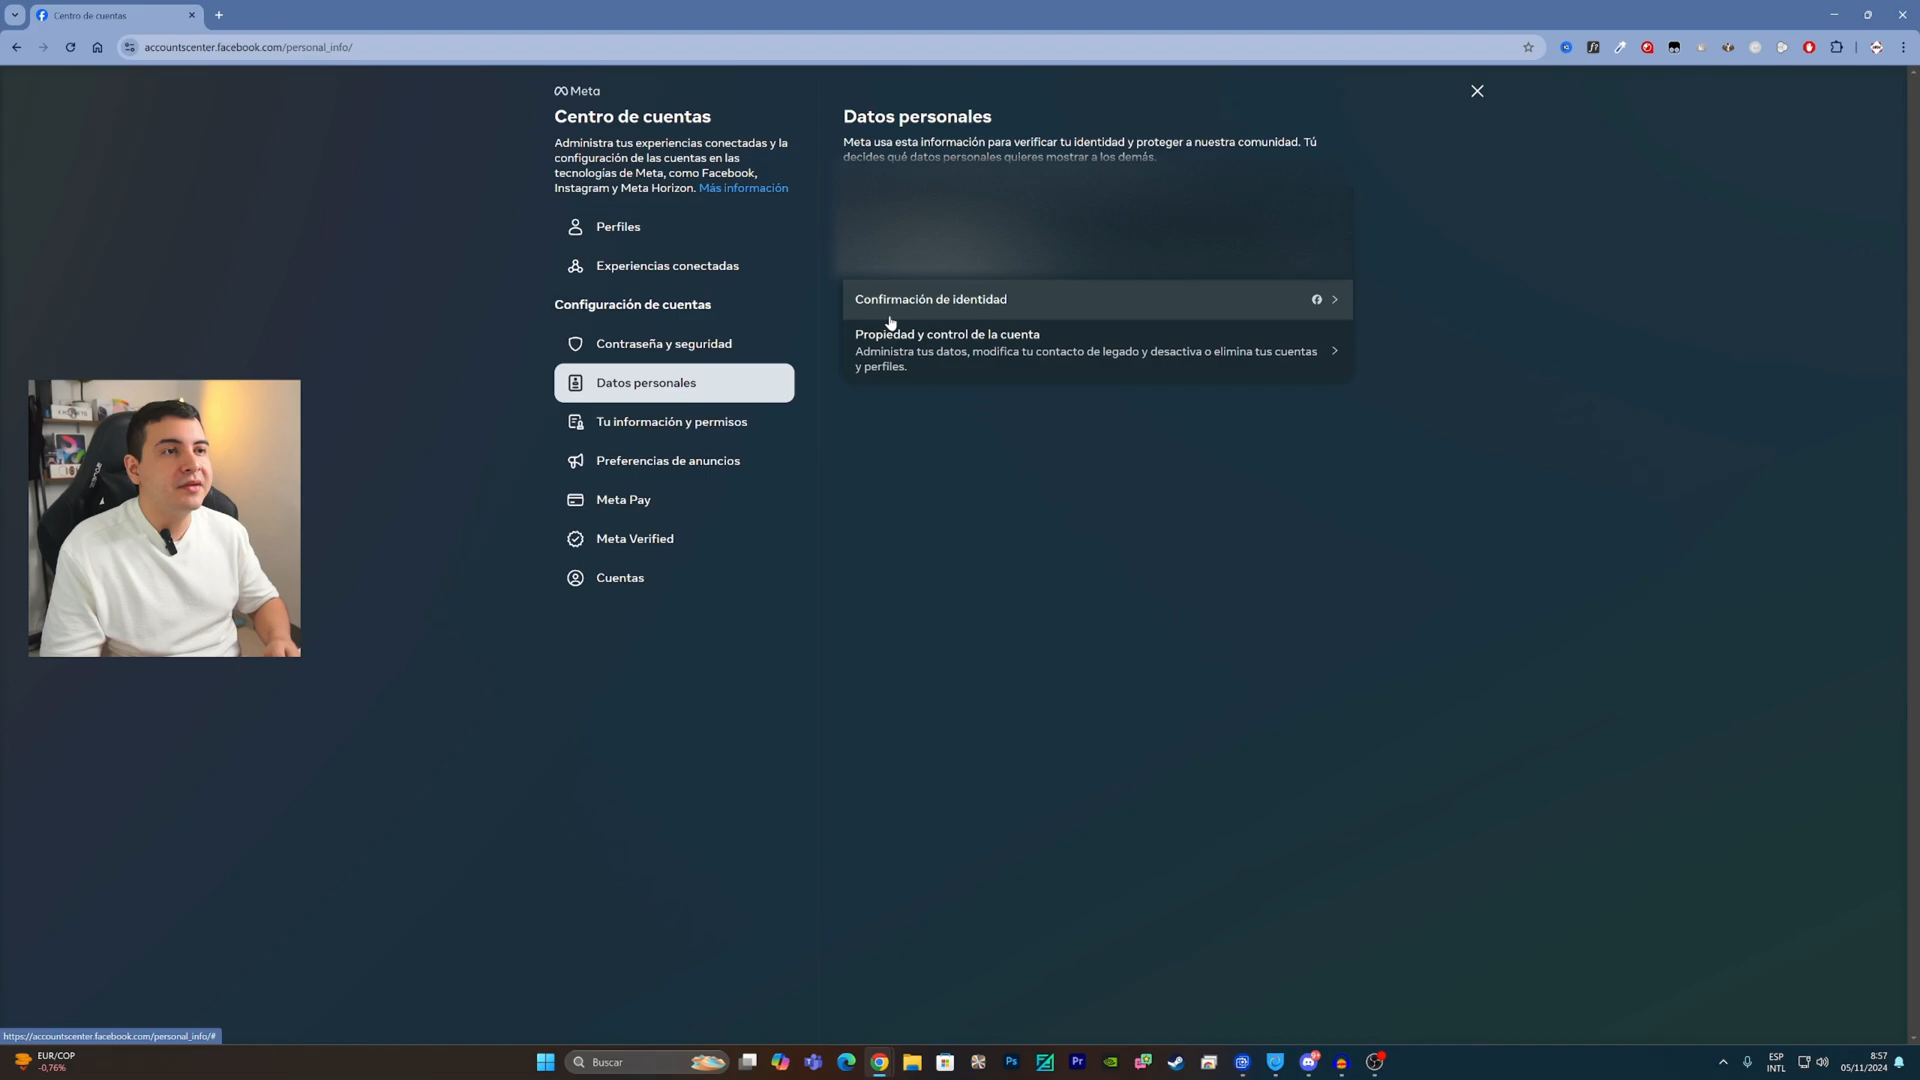 Centro de cuentas
accountscenter.facebook.com/personal_info/
Meta
Centro de cuentas
Administra tus experiencias conectadas y la
configuración de las cuentas en las
tecnologías de Meta, como Facebook,
Instagram y Meta Horizon. Más información
Perfiles
Experiencias conectadas
Configuración de cuentas
Contraseña y seguridad
Datos personales
Tu información y permisos
Preferencias de anuncios
Meta Pay
Meta Verified
Cuentas
Datos personales
Meta usa esta información para verificar tu identidad y proteger a nuestra comunidad. Tú
decides qué datos personales quieres mostrar a los demás.
Confirmación de identidad
Propiedad y control de la cuenta
Administra tus datos, modifica tu contacto de legado y desactiva o elimina tus cuentas
y perfiles.
https://accountscenter.facebook.com/personal_info/#
EUR/COP
-0,76%
Buscar
Ps
Pr
ESP
INTL
8:57
05/11/2024